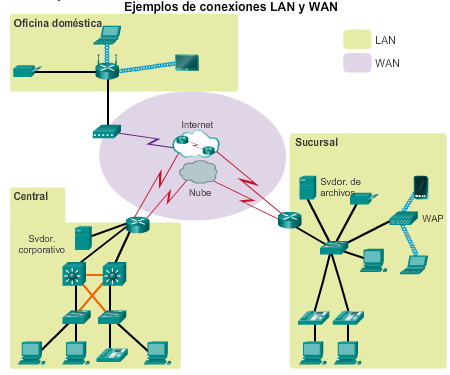 Ejemplos de conexiones LAN y WAN
Oficina doméstica
LAN
WAN
Internet
Nube
Sucursal
Svdor. de
archivos
WAP
Central
Svdor.
corporativo